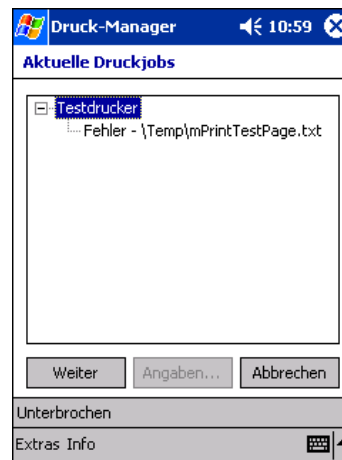 Druck-Manager 10:59
Aktuelle Druckjobs
Testdrucker
Fehler - \Temp\mPrintTestPage.txt
Weiter Angaben... Abbrechen
Unterbrochen
Extras Info